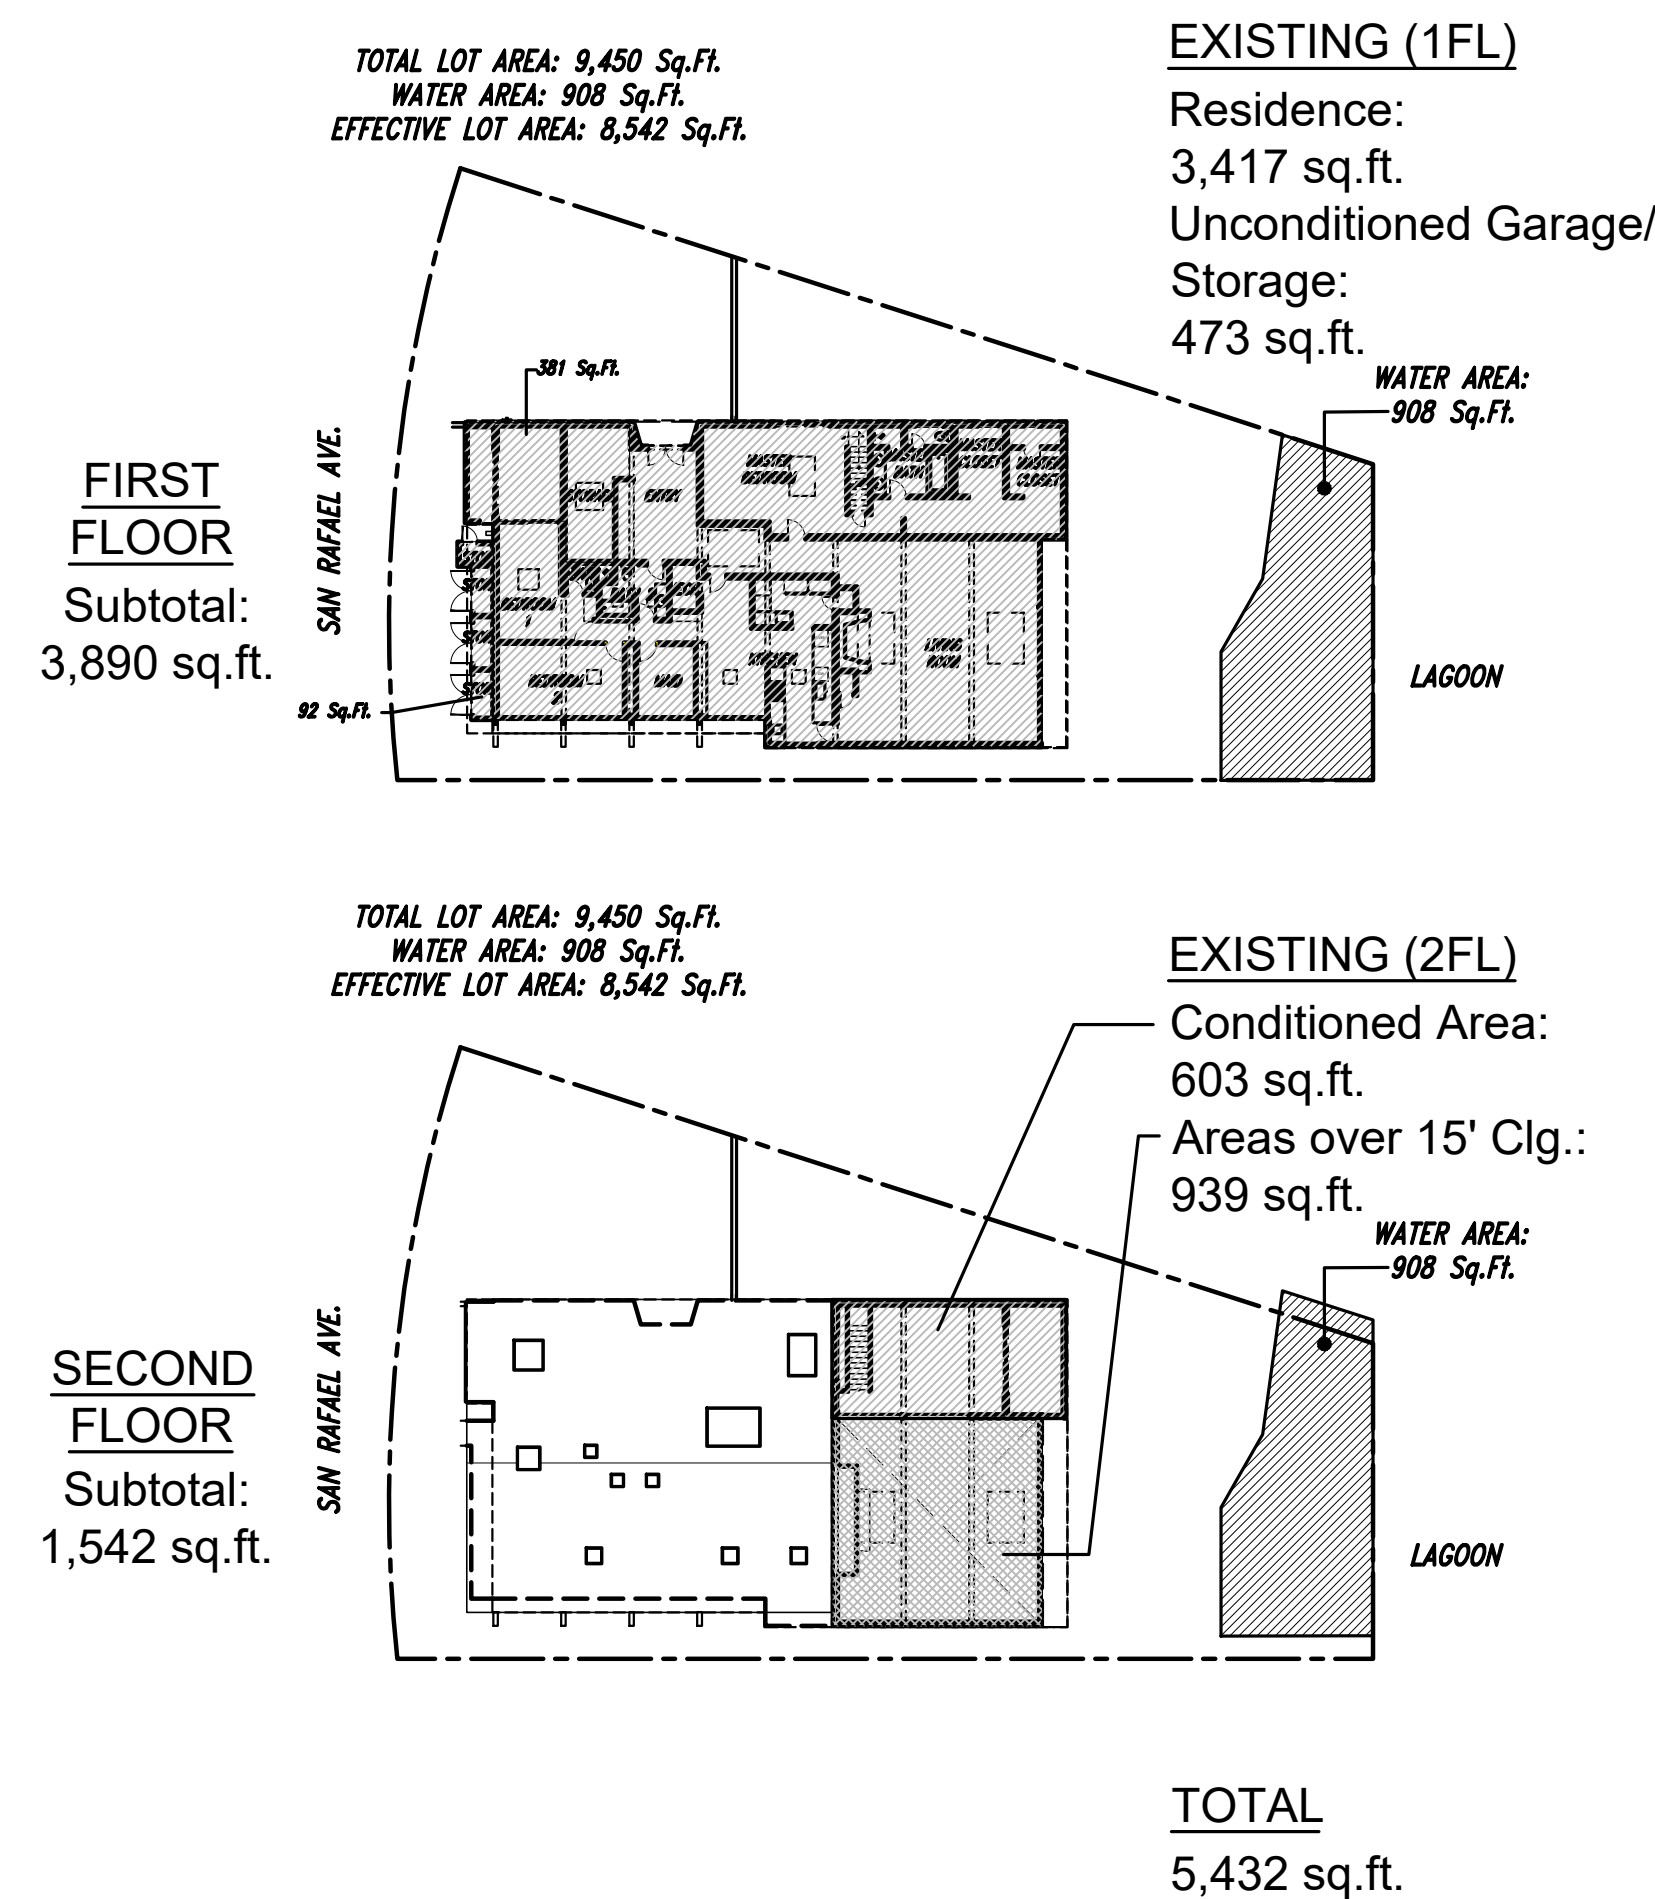 TOTAL LOT AREA: 9,450 Sq.Ft.
WATER AREA: 908 Sq.Ft.
EFFECTIVE LOT AREA: 8,542 Sq.Ft.
EXISTING (1FL)
Residence:
3,417 sq.ft.
Unconditioned Garage/
Storage:
473 sq.ft.
WATER AREA:
908 Sq.Ft.
381 Sq.Ft.
FIRST
FLOOR
Subtotal:
3,890 sq.ft.
SAN RAFAEL AVE.
ENTRY
92 Sq.Ft.
LAGOON
TOTAL LOT AREA: 9,450 Sq.Ft.
WATER AREA: 908 Sq.Ft.
EFFECTIVE LOT AREA: 8,542 Sq.Ft.
EXISTING (2FL)
Conditioned Area:
603 sq.ft.
Areas over 15' Clg.:
939 sq.ft.
WATER AREA:
908 Sq.Ft.
SECOND
FLOOR
Subtotal:
1,542 sq.ft.
SAN RAFAEL AVE.
LAGOON
TOTAL
5,432 sq.ft.